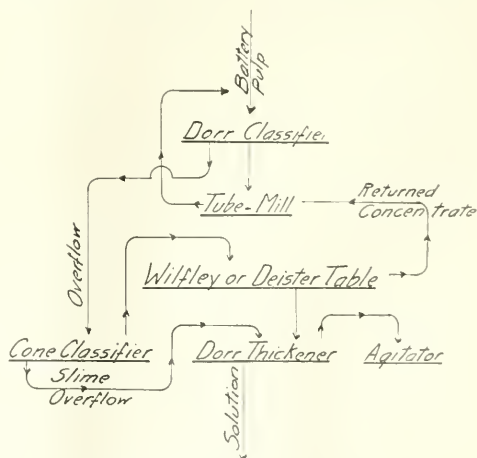 Battery
Pulp
Dorr Classifier
Tube-Mill
Returned
Concentrate
Overflow
Wilfley or Deister Table
Cone Classifier
Dorr Thickener
Agitator
Slime
Overflow
Solution